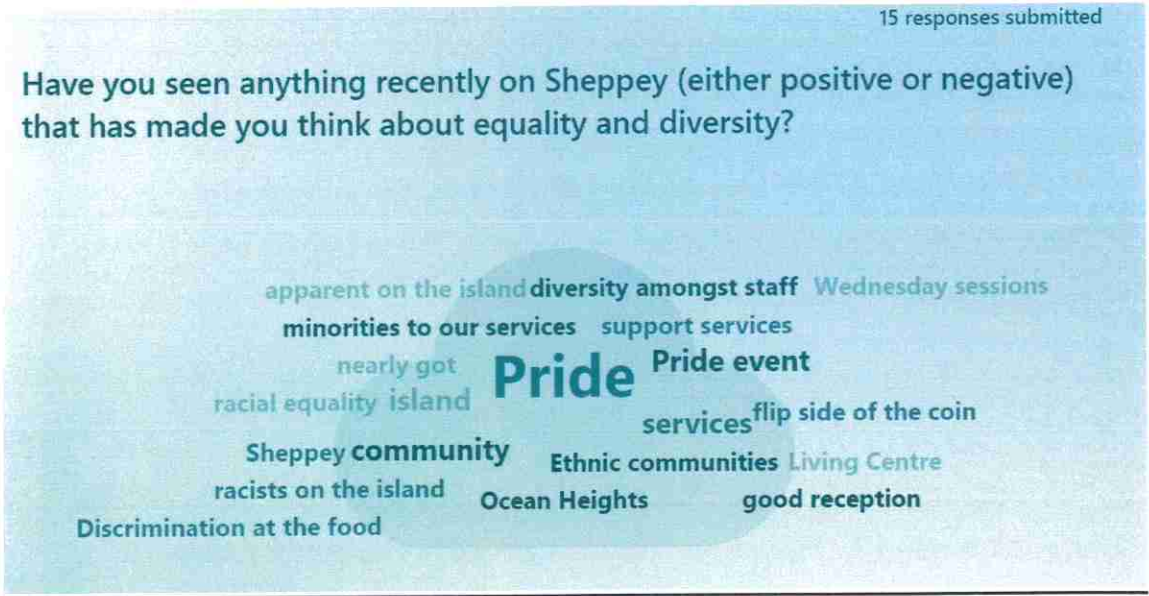 15 responses submitted
Have you seen anything recently on Sheppey (either positive or negative)
that has made you think about equality and diversity?
apparent on the island diversity amongst staff Wednesday sessions
minorities to our services support services
nearly got Pride Pride event
racial equality island
services flip side of the coin
Sheppey community Ethnic communities Living Centre
racists on the island Ocean Heights good reception
Discrimination at the food